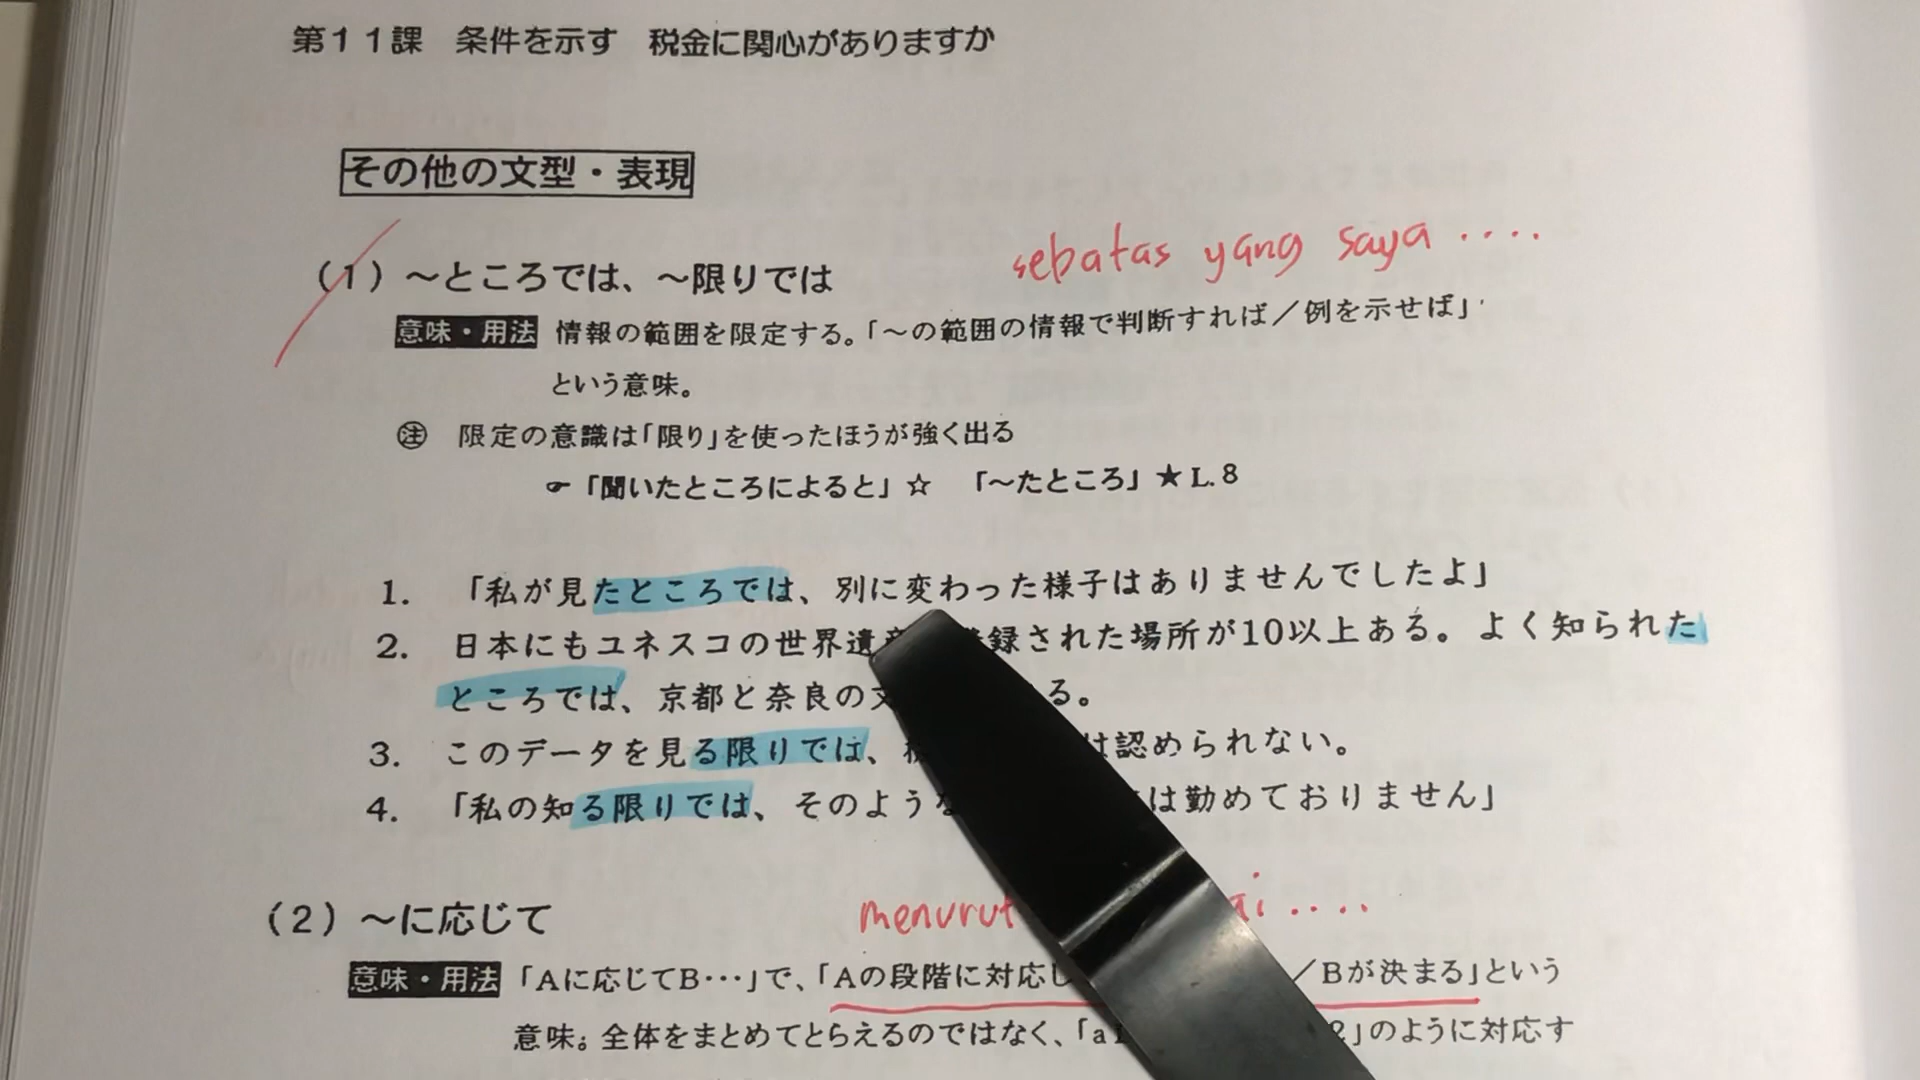 第11課 条件を示す 税金に関心がありますか
その他の文型・表現
sebatas yang saya ....
(1) ～ところでは、～限りでは
意味・用法 情報の範囲を限定する。「～の範囲の情報で判断すれば／例を示せば」
という意味。
注 限定の意識は「限り」を使ったほうが強く出る
☞「聞いたところによると」☆ 「～たところ」★L.8
1. 「私が見たところでは、別に変わった様子はありませんでしたよ」
2. 日本にもユネスコの世界遺 録された場所が10以上ある。よく知られた
ところでは、京都と奈良の る。
3. このデータを見る限りでは、 は認められない。
4. 「私の知る限りでは、そのよう は勤めておりません」
(2) ～に応じて
意味・用法 「Aに応じてB…」で、「Aの段階に対応し ／Bが決まる」という
意味。全体をまとめてとらえるのではなく、「a 2」のように対応す